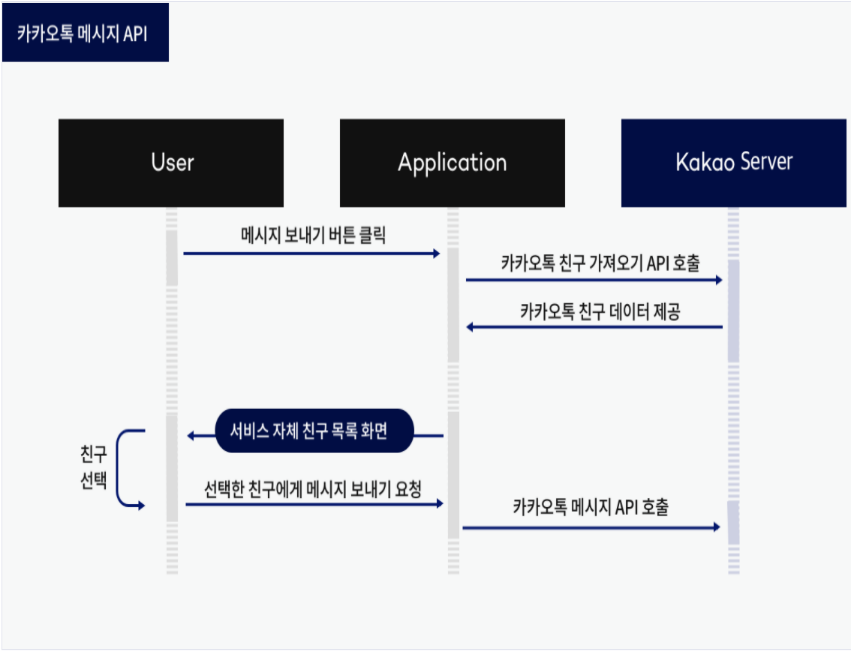 카카오톡 메시지 API
User
Application
Kakao Server
메시지 보내기 버튼 클릭
카카오톡 친구 가져오기 API 호출
카카오톡 친구 데이터 제공
서비스 자체 친구 목록 화면
친구
선택
선택한 친구에게 메시지 보내기 요청
카카오톡 메시지 API 호출